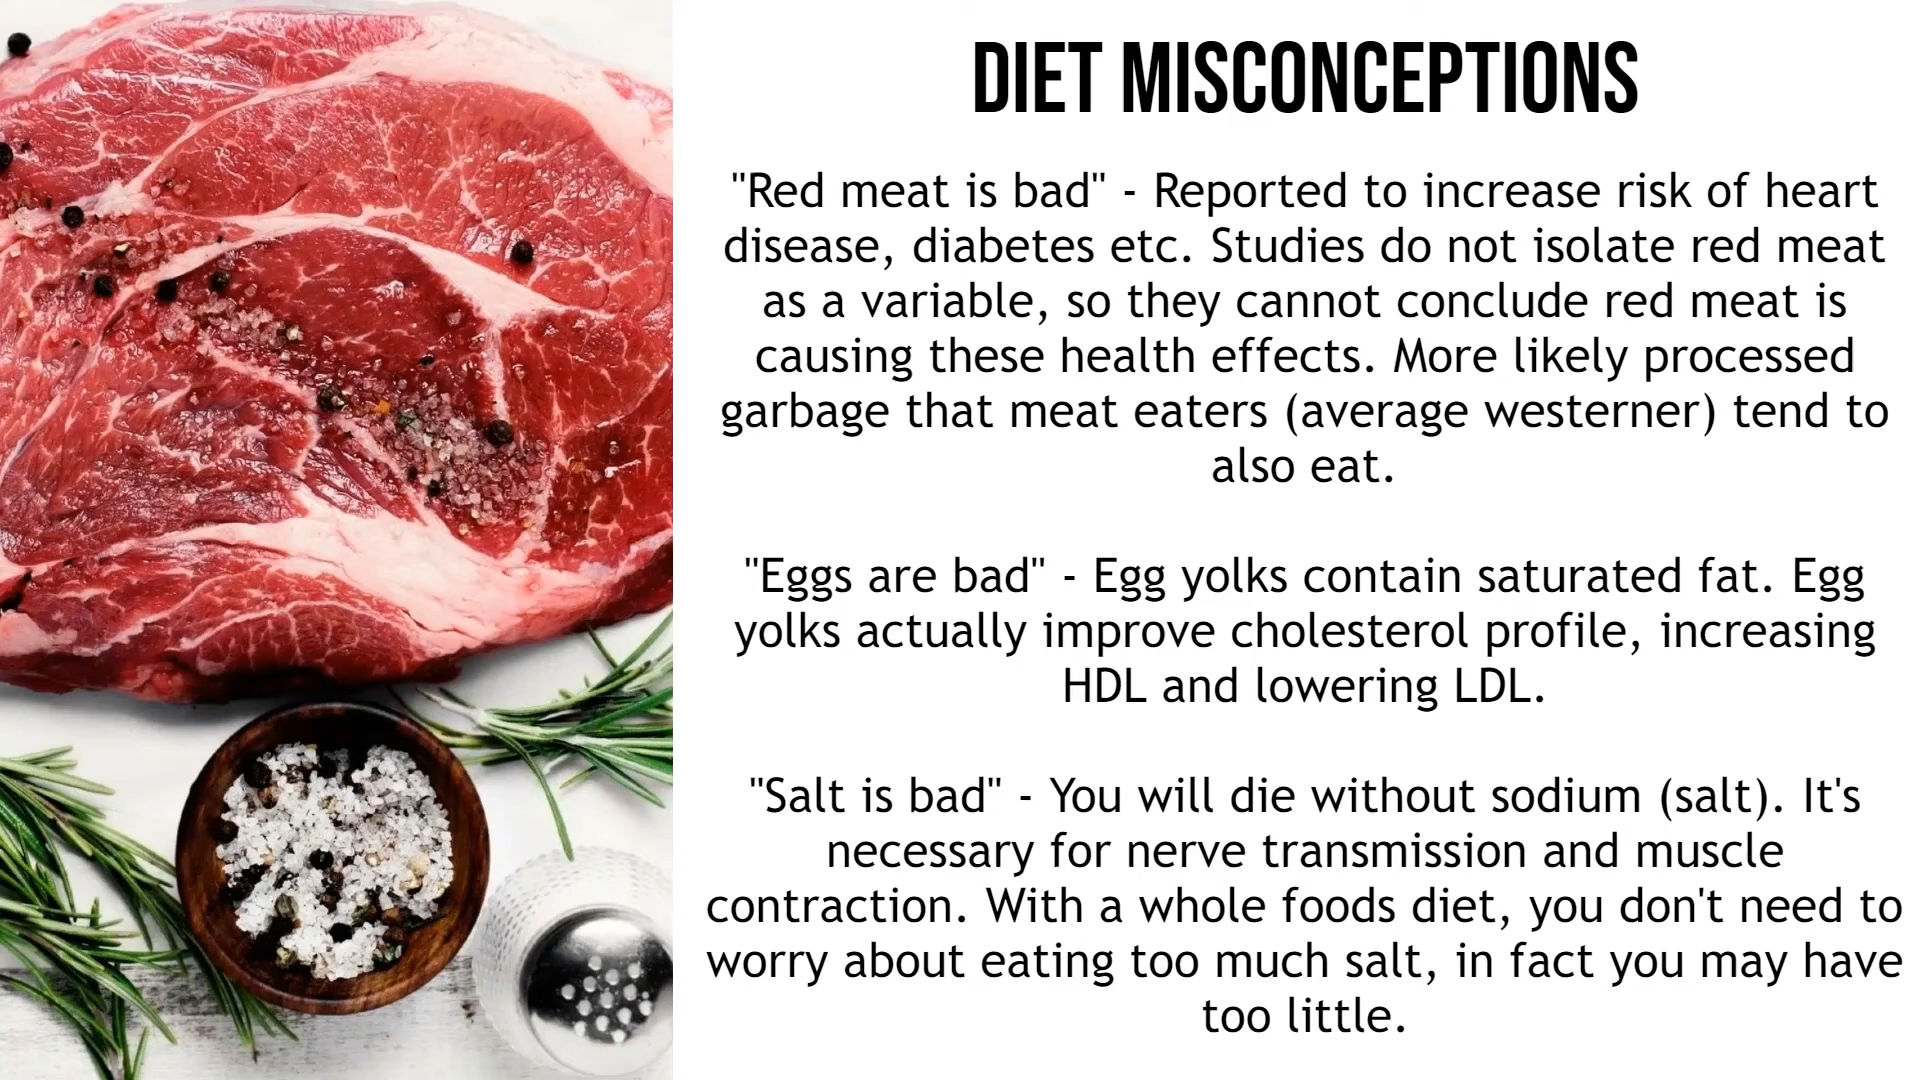 DIET MISCONCEPTIONS
"Red meat is bad" - Reported to increase risk of heart
disease, diabetes etc. Studies do not isolate red meat
as a variable, so they cannot conclude red meat is
causing these health effects. More likely processed
garbage that meat eaters (average westerner) tend to
also eat.
"Eggs are bad" - Egg yolks contain saturated fat. Egg
yolks actually improve cholesterol profile, increasing
HDL and lowering LDL.
"Salt is bad" - You will die without sodium (salt). It's
necessary for nerve transmission and muscle
contraction. With a whole foods diet, you don't need to
worry about eating too much salt, in fact you may have
too little.